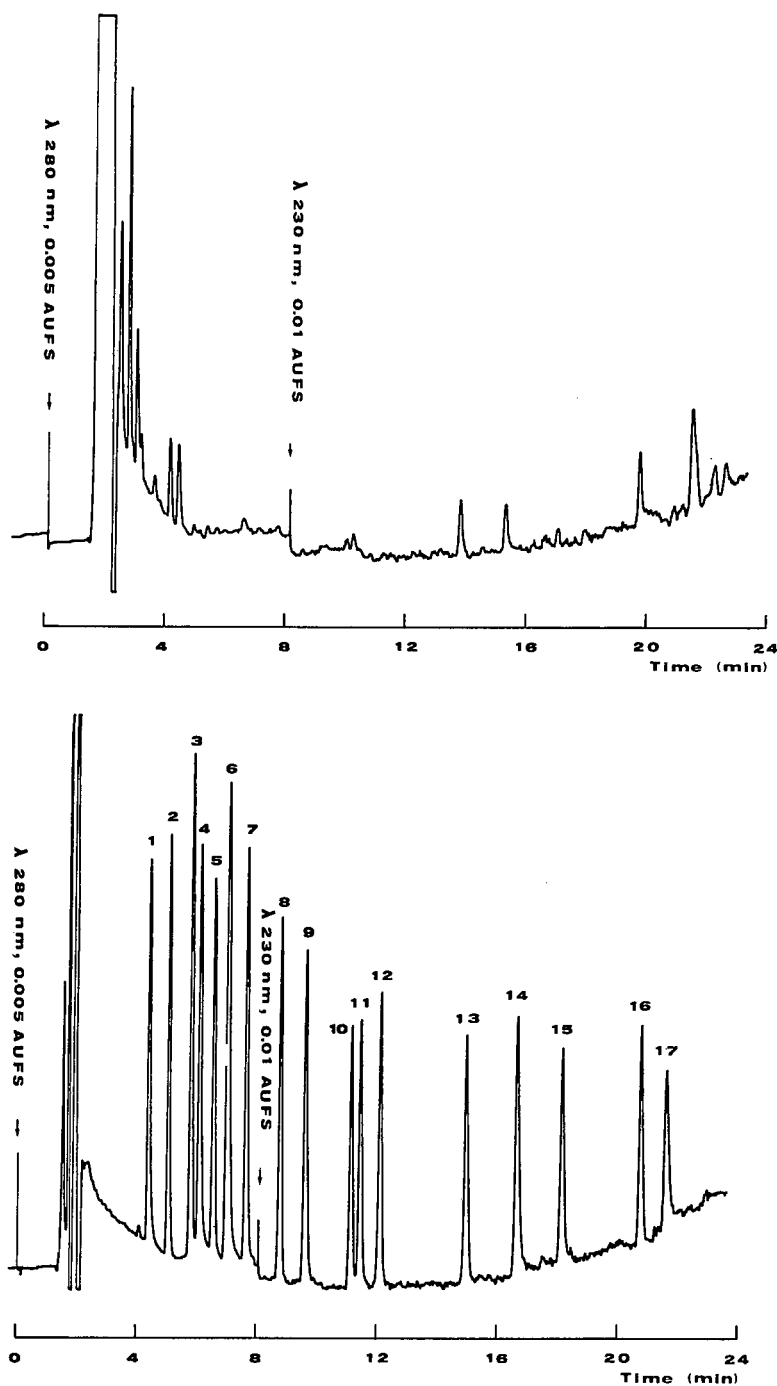 λ 280 nm, 0.005 AUFS
λ 230 nm, 0.01 AUFS
0 4 8 12 16 20 24
Time (min)
3
6
1 2 4 7
5
λ 280 nm, 0.005 AUFS
λ 230 nm, 0.01 AUFS
8
9
12
10 11
13 14 15 16
17
0 4 8 12 16 20 24
Time (min)